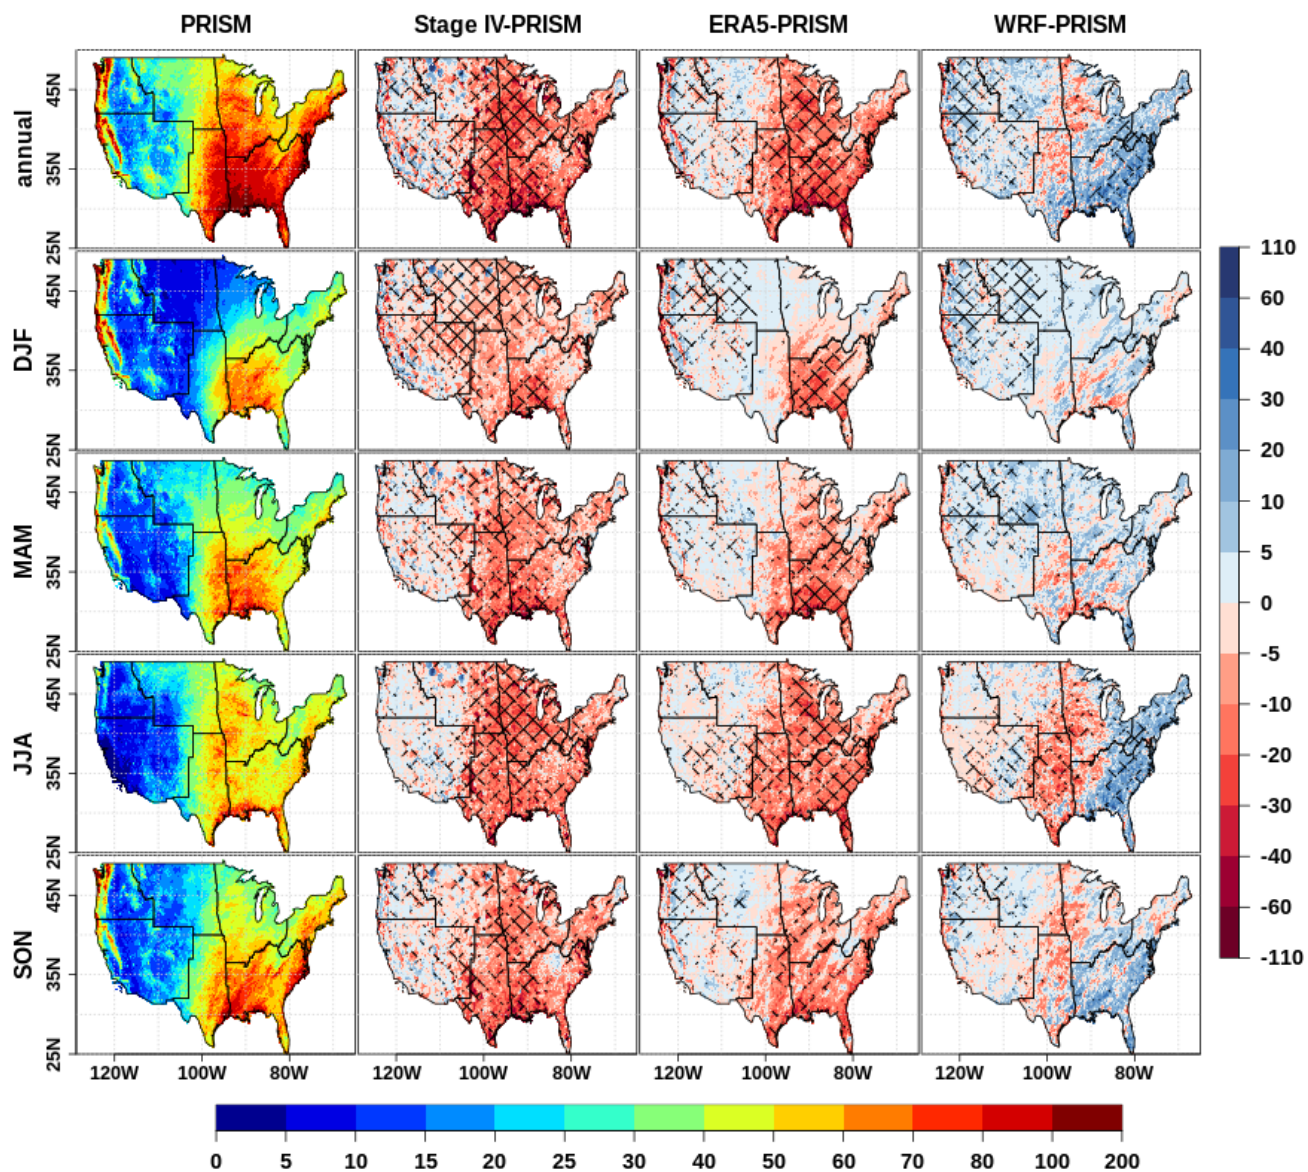 PRISM Stage IV-PRISM ERA5-PRISM WRF-PRISM
annual 45N 35N 25N
DJF 45N 35N 25N
MAM 45N 35N 25N
JJA 45N 35N 25N
SON 45N 35N 25N
120W 100W 80W 120W 100W 80W 120W 100W 80W 120W 100W 80W
110
60
40
30
20
10
5
0
-5
-10
-20
-30
-40
-60
-110
0 5 10 15 20 25 30 40 50 60 70 80 100 200